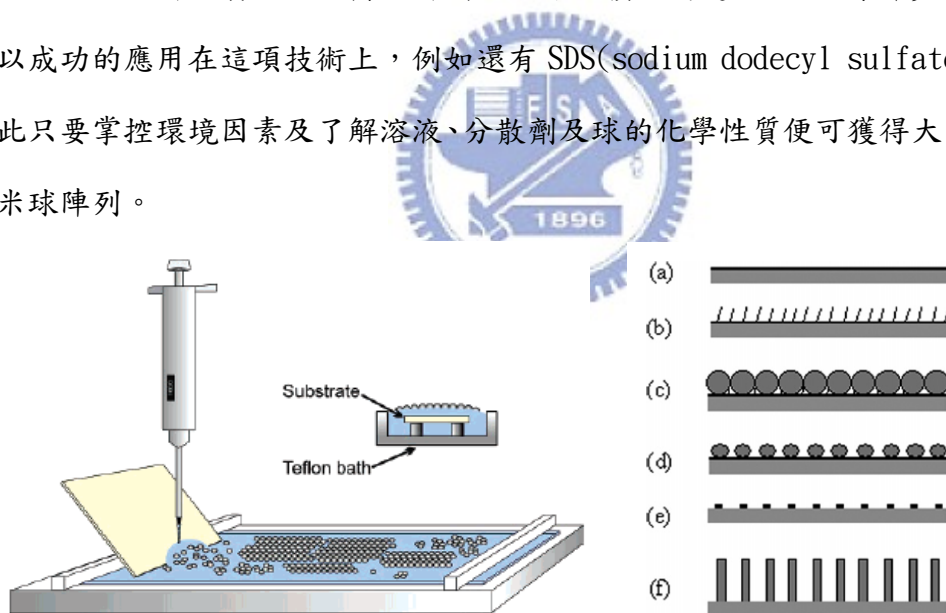 以成功的應用在這項技術上，例如還有 SDS(sodium dodecyl sulfate
此只要掌控環境因素及了解溶液、分散劑及球的化學性質便可獲得大
米球陣列。
ESA
1896
(a)
(b)
Substrate
(c)
Teflon bath
(d)
(e)
(f)